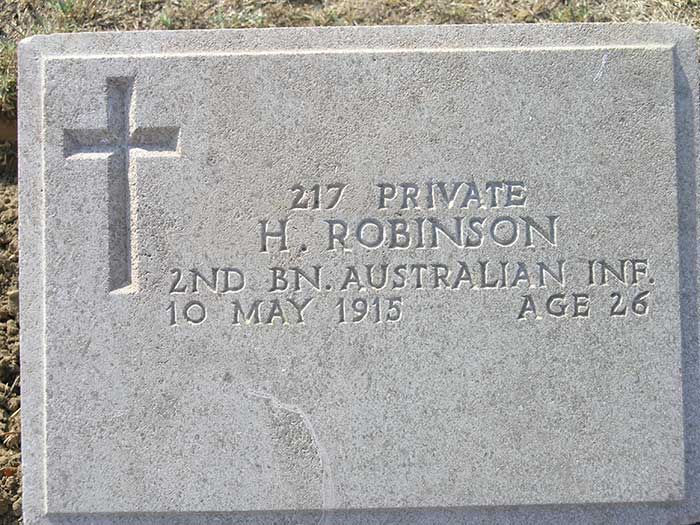 217 PRIVATE
H. ROBINSON
2ND BN. AUSTRALIAN INF.
10 MAY 1915 AGE 26